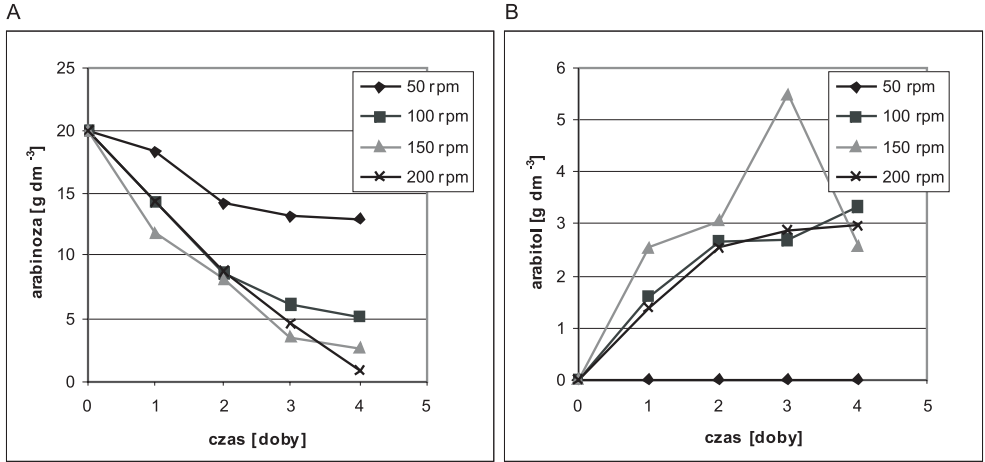 A
25
20
15
10
5
0
0 1 2 3 4 5
arabinoza [g dm -3]
czas [doby]
50 rpm
100 rpm
150 rpm
200 rpm
B
6
5
4
3
2
1
0
0 1 2 3 4 5
arabitol [g dm -3]
czas [doby]
50 rpm
100 rpm
150 rpm
200 rpm